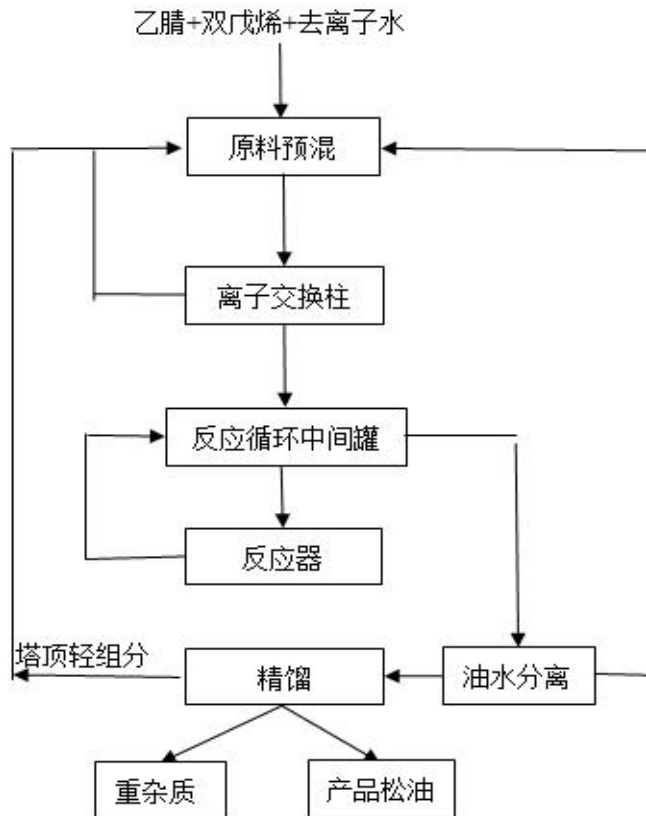 乙腈+双戊烯+去离子水
原料预混
离子交换柱
反应循环中间罐
反应器
塔顶轻组分
精馏
油水分离
重杂质
产品松油